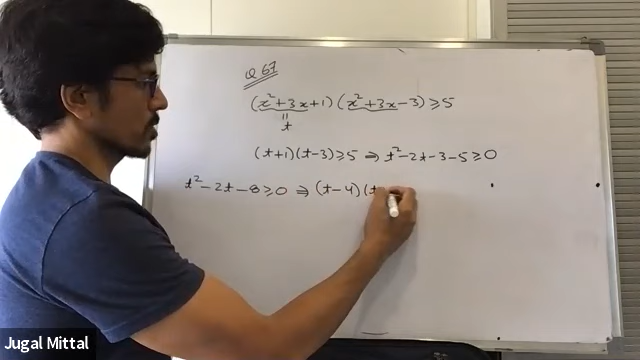 Q 67
(x²+3x+1)(x²+3x-3)≥5
=
t
(t+1)(t-3)≥5 ⇒ t²-2t-3-5≥0
t²-2t-8≥0 ⇒ (t-4)(t
Jugal Mittal